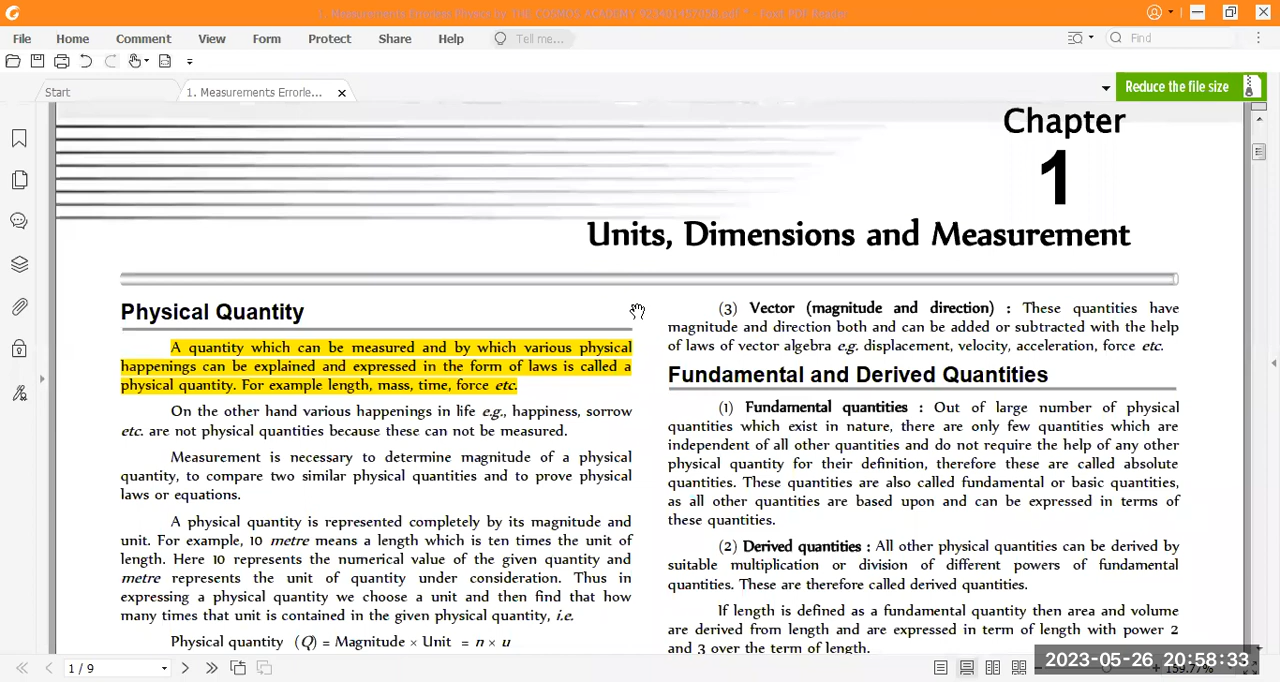 1. Measurements Errorless Physics by THE COSMOS ACADEMY 923401457050.pdf * - Foxit PDF Reader
File Home Comment View Form Protect Share Help Tell me... Find
Start 1. Measurements Errorle... Reduce the file size
Chapter
1
Units, Dimensions and Measurement
Physical Quantity
A quantity which can be measured and by which various physical
happenings can be explained and expressed in the form of laws is called a
physical quantity. For example length, mass, time, force etc.
On the other hand various happenings in life e.g., happiness, sorrow
etc. are not physical quantities because these can not be measured.
Measurement is necessary to determine magnitude of a physical
quantity, to compare two similar physical quantities and to prove physical
laws or equations.
A physical quantity is represented completely by its magnitude and
unit. For example, 10 metre means a length which is ten times the unit of
length. Here 10 represents the numerical value of the given quantity and
metre represents the unit of quantity under consideration. Thus in
expressing a physical quantity we choose a unit and then find that how
many times that unit is contained in the given physical quantity, i.e.
Physical quantity (Q) = Magnitude × Unit = n × u
(3) Vector (magnitude and direction) : These quantities have
magnitude and direction both and can be added or subtracted with the help
of laws of vector algebra e.g. displacement, velocity, acceleration, force etc.
Fundamental and Derived Quantities
(1) Fundamental quantities : Out of large number of physical
quantities which exist in nature, there are only few quantities which are
independent of all other quantities and do not require the help of any other
physical quantity for their definition, therefore these are called absolute
quantities. These quantities are also called fundamental or basic quantities,
as all other quantities are based upon and can be expressed in terms of
these quantities.
(2) Derived quantities : All other physical quantities can be derived by
suitable multiplication or division of different powers of fundamental
quantities. These are therefore called derived quantities.
If length is defined as a fundamental quantity then area and volume
are derived from length and are expressed in term of length with power 2
and 3 over the term of length.
1 / 9
2023-05-26 20:58:33
159.77%